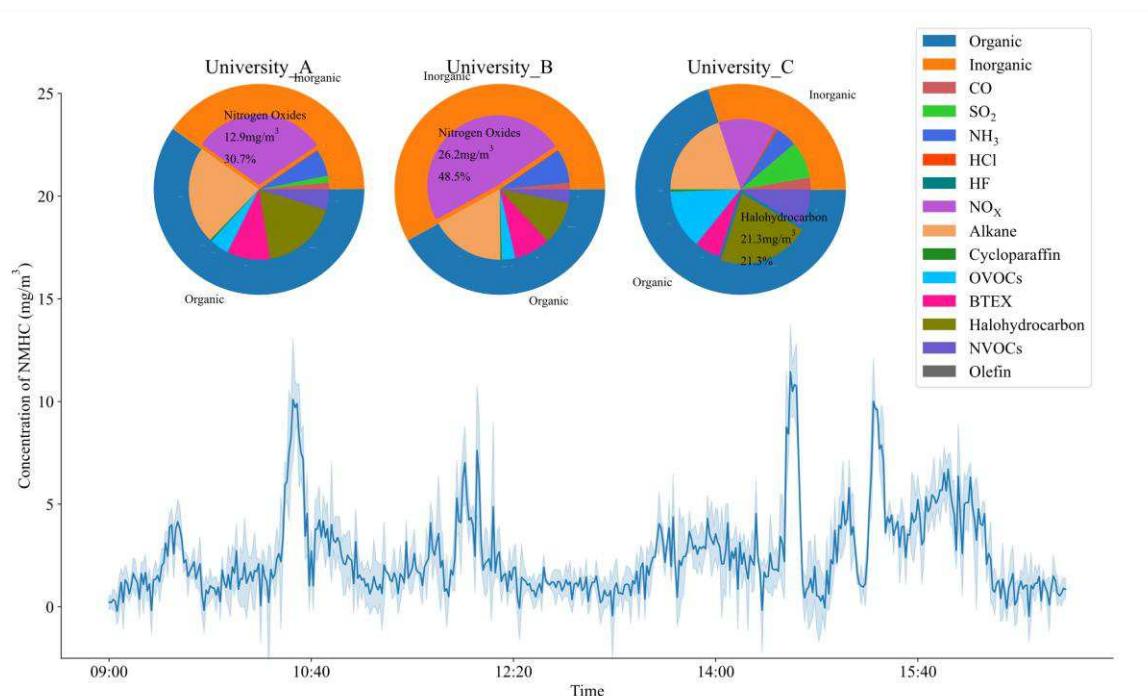 University_A
University_B
University_C
Inorganic
Inorganic
Inorganic
Nitrogen Oxides
12.9mg/m³
30.7%
Nitrogen Oxides
26.2mg/m³
48.5%
Halohydrocarbon
21.3mg/m³
21.3%
Organic
Organic
Organic
Organic
Inorganic
CO
SO₂
NH₃
HCl
HF
NOₓ
Alkane
Cycloparaffin
OVOCs
BTEX
Halohydrocarbon
NVOCs
Olefin
Concentration of NMHC (mg/m³)
25
20
15
10
5
0
09:00
10:40
12:20
14:00
15:40
Time